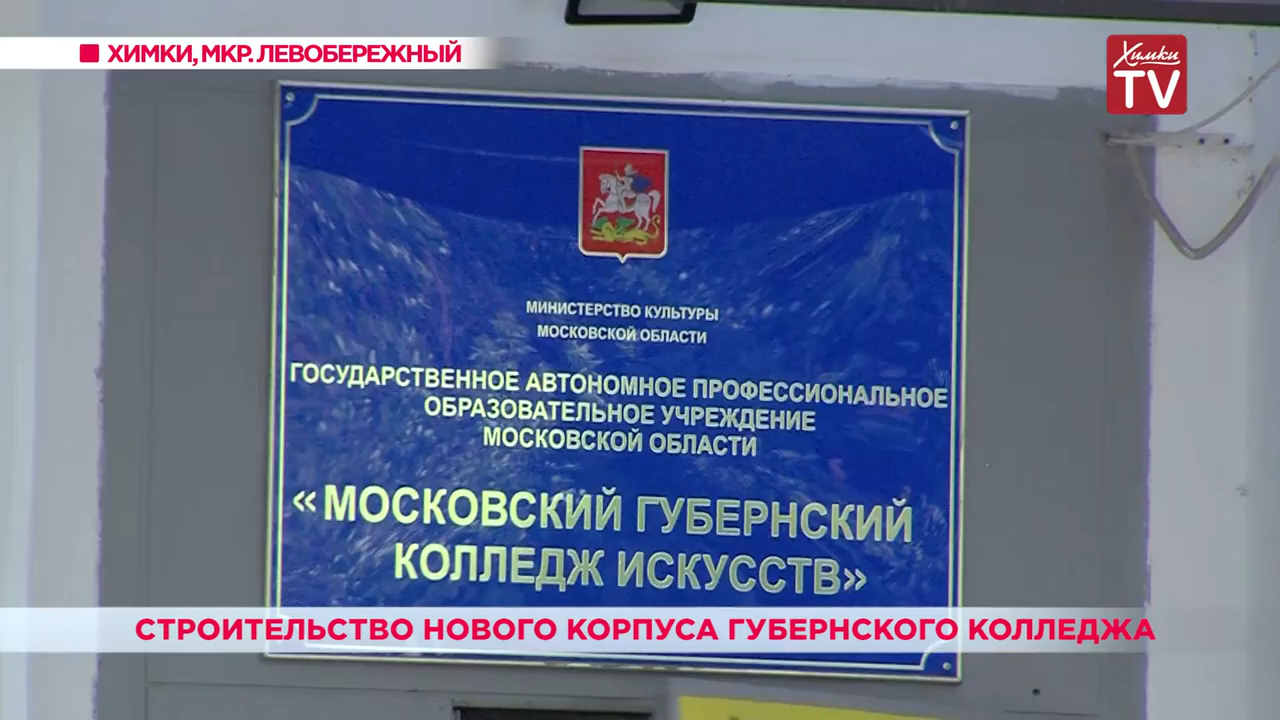 ХИМКИ, МКР. ЛЕВОБЕРЕЖНЫЙ
Химки
TV
МИНИСТЕРСТВО КУЛЬТУРЫ
МОСКОВСКОЙ ОБЛАСТИ
ГОСУДАРСТВЕННОЕ АВТОНОМНОЕ ПРОФЕССИОНАЛЬНОЕ
ОБРАЗОВАТЕЛЬНОЕ УЧРЕЖДЕНИЕ
МОСКОВСКОЙ ОБЛАСТИ
«МОСКОВСКИЙ ГУБЕРНСКИЙ
КОЛЛЕДЖ ИСКУССТВ»
СТРОИТЕЛЬСТВО НОВОГО КОРПУСА ГУБЕРНСКОГО КОЛЛЕДЖА